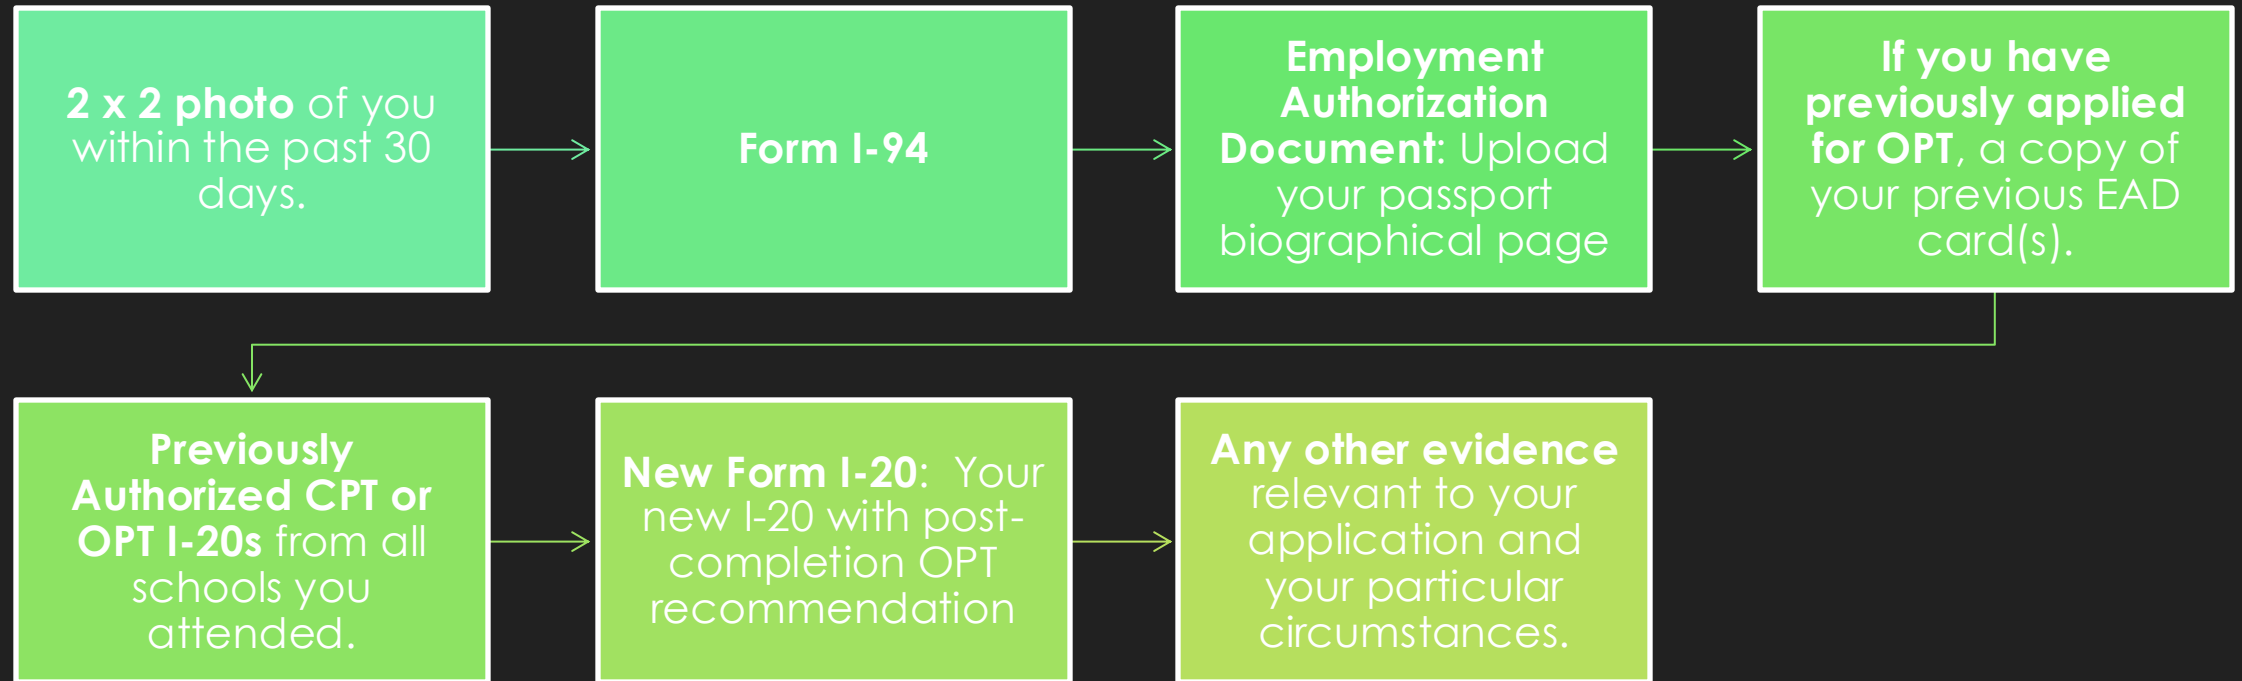 2 x 2 photo of you
within the past 30
days.
Form I-94
Employment
Authorization
Document: Upload
your passport
biographical page
If you have
previously applied
for OPT, a copy of
your previous EAD
card(s).
Previously
Authorized CPT or
OPT I-20s from all
schools you
attended.
New Form I-20:  Your
new I-20 with post-
completion OPT
recommendation
Any other evidence
relevant to your
application and
your particular
circumstances.